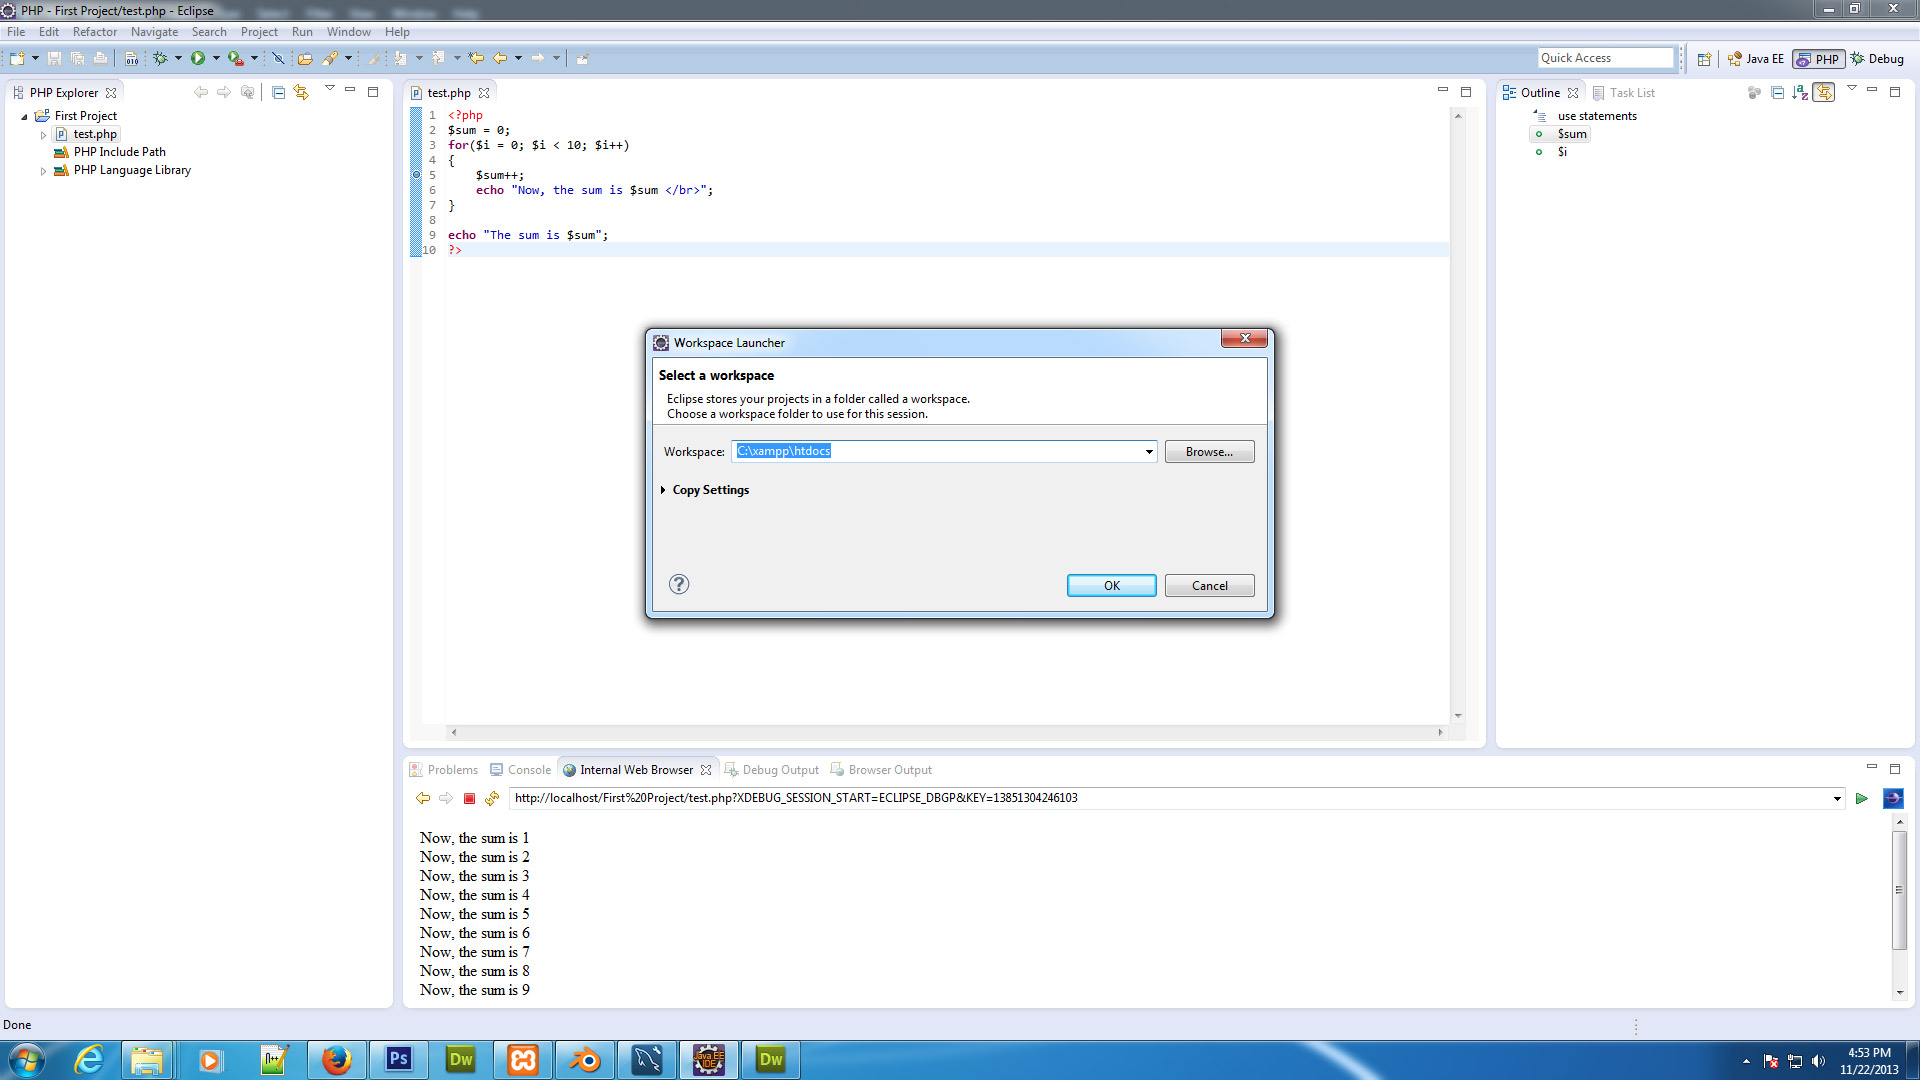 PHP - First Project/test.php - Eclipse
File Edit Refactor Navigate Search Project Run Window Help
Quick Access
Java EE
PHP
Debug
PHP Explorer
First Project
test.php
PHP Include Path
PHP Language Library
test.php
1 <?php
2 $sum = 0;
3 for($i = 0; $i < 10; $i++)
4 {
5 $sum++;
6 echo "Now, the sum is $sum </br>";
7 }
8
9 echo "The sum is $sum";
10 ?>
Outline
Task List
use statements
$sum
$i
Workspace Launcher
Select a workspace
Eclipse stores your projects in a folder called a workspace.
Choose a workspace folder to use for this session.
Workspace: C:\xampp\htdocs
Browse...
Copy Settings
?
OK
Cancel
Problems Console Internal Web Browser Debug Output Browser Output
http://localhost/First%20Project/test.php?XDEBUG_SESSION_START=ECLIPSE_DBGP&KEY=13851304246103
Now, the sum is 1
Now, the sum is 2
Now, the sum is 3
Now, the sum is 4
Now, the sum is 5
Now, the sum is 6
Now, the sum is 7
Now, the sum is 8
Now, the sum is 9
Done
Ps
Dw
Java EE
IDE
Dw
4:53 PM
11/22/2013